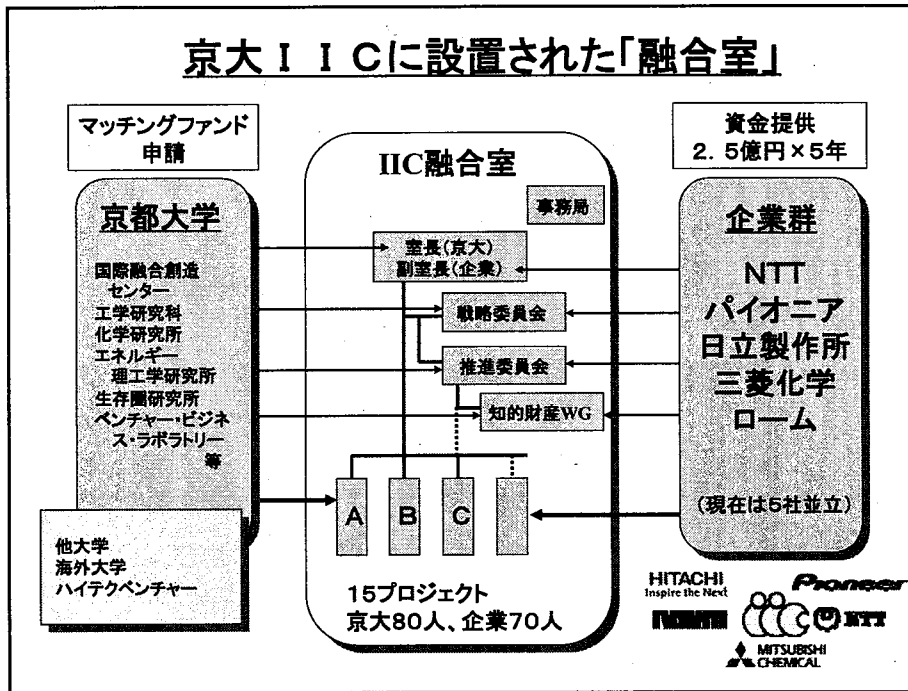 京大IICに設置された「融合室」
マッチングファンド
申請
京都大学
国際融合創造
センター
工学研究科
化学研究所
エネルギー
理工学研究所
生存圏研究所
ベンチャー・ビジネ
ス・ラボラトリー
等
他大学
海外大学
ハイテクベンチャー
IIC融合室
事務局
室長(京大)
副室長(企業)
戦略委員会
推進委員会
知的財産WG
A
B
C
15プロジェクト
京大80人、企業70人
資金提供
2.5億円×5年
企業群
NTT
パイオニア
日立製作所
三菱化学
ローム
(現在は5社並立)
HITACHI
Inspire the Next
Pioneer
NTT
MITSUBISHI
CHEMICAL